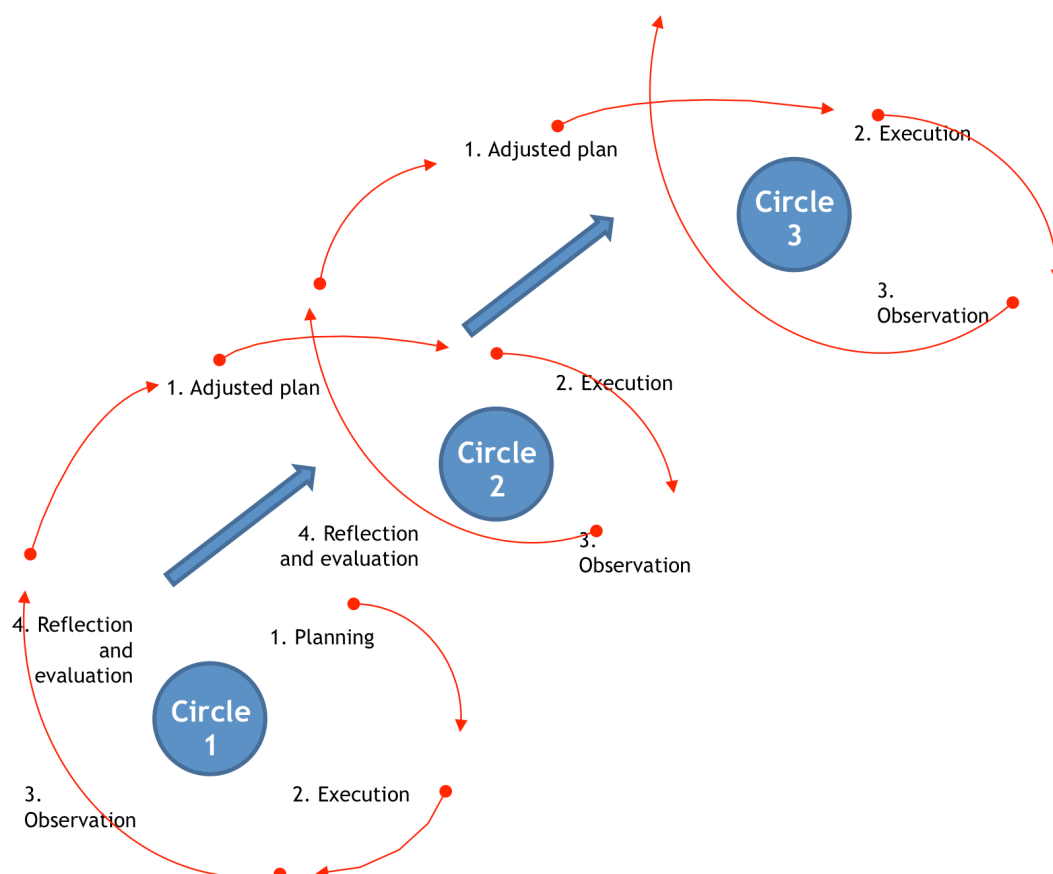 1. Adjusted plan
2. Execution
Circle
3
3.
Observation
1. Adjusted plan
2. Execution
Circle
2
3.
Observation
4. Reflection
and evaluation
1. Planning
4. Reflection
and
evaluation
Circle
1
2. Execution
3.
Observation